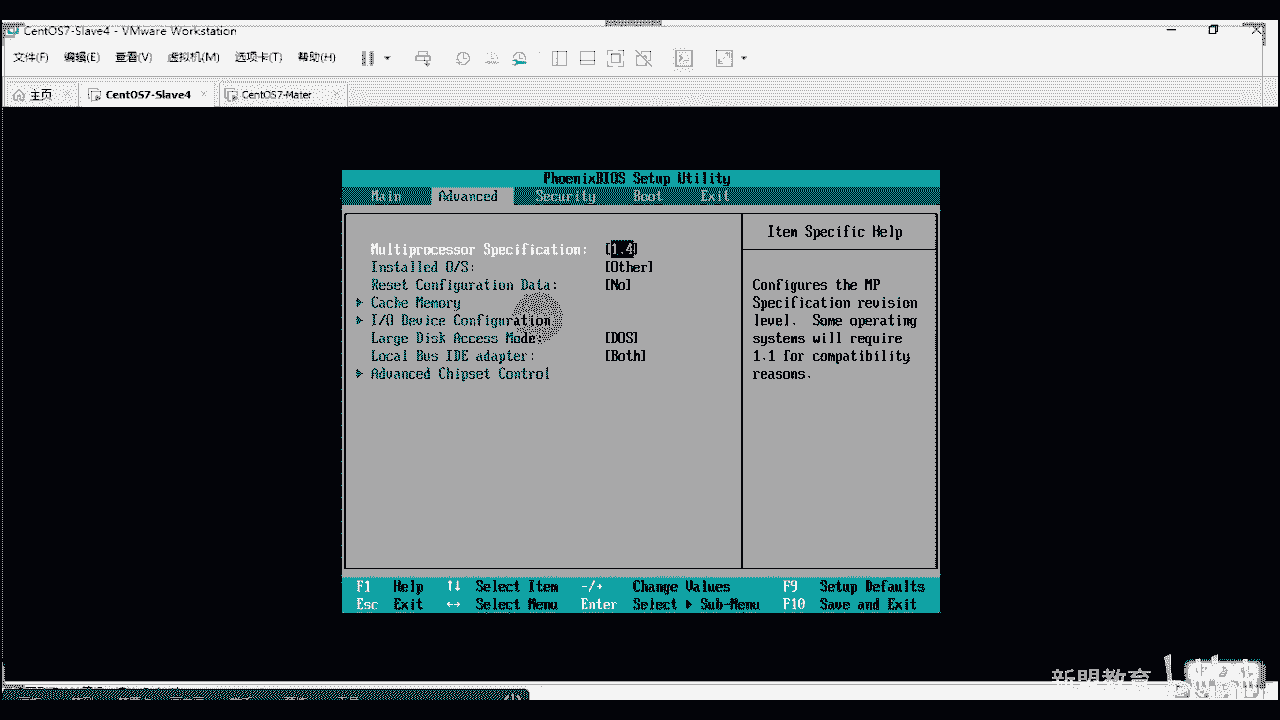 CentOS7-Slave4 - VMware Workstation
文件(F) 编辑(E) 查看(V) 虚拟机(M) 选项卡(T) 帮助(H)
主页 × CentOS7-Slave4 × CentOS7-Mater ×
PhoenixBIOS Setup Utility
Main Advanced Security Boot Exit
Item Specific Help
Multiprocessor Specification: [1.4]
Installed O/S: [Other]
Reset Configuration Data: [No]
Cache Memory
I/O Device Configuration
Large Disk Access Mode: [DOS]
Local Bus IDE adapter: [Both]
Advanced Chipset Control
Configures the MP
Specification revision
level. Some operating
systems will require
1.1 for compatibility
reasons.
F1 Help ↑↓ Select Item -/+ Change Values F9 Setup Defaults
Esc Exit ↔ Select Menu Enter Select ▶ Sub-Menu F10 Save and Exit
新盟教育